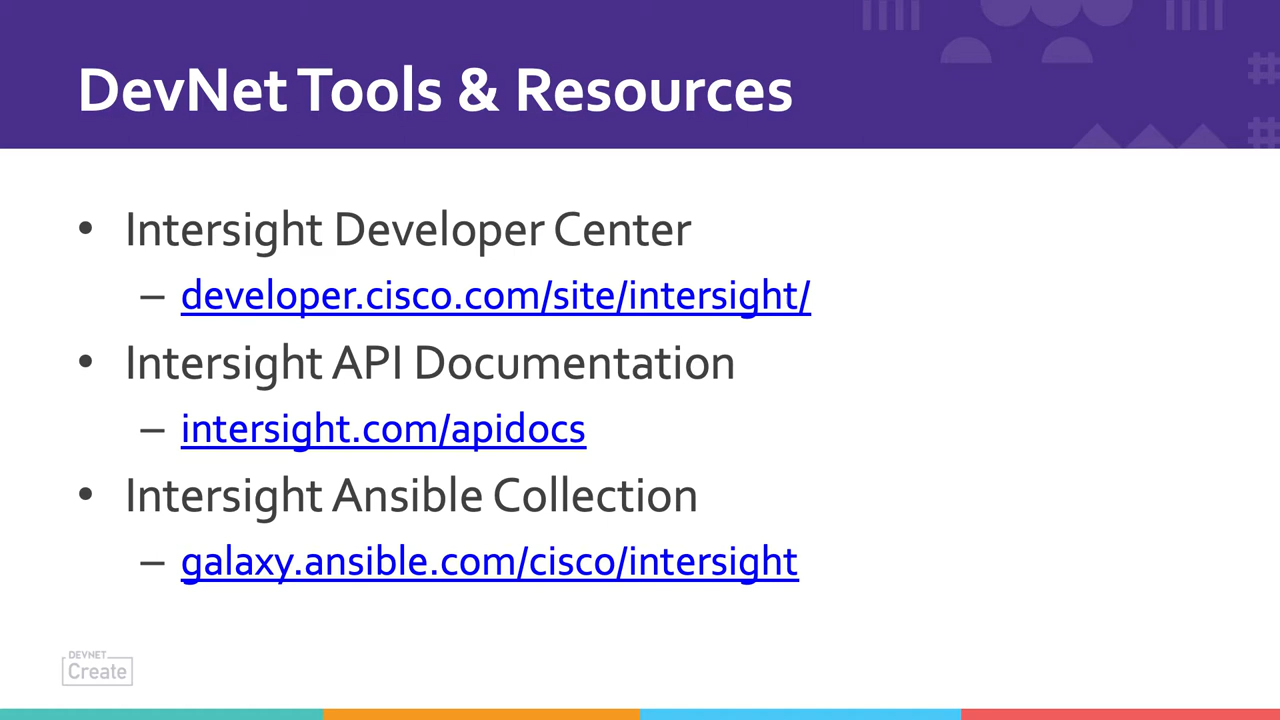 DevNet Tools & Resources
• Intersight Developer Center
– developer.cisco.com/site/intersight/
• Intersight API Documentation
– intersight.com/apidocs
• Intersight Ansible Collection
– galaxy.ansible.com/cisco/intersight
DEVNET
Create